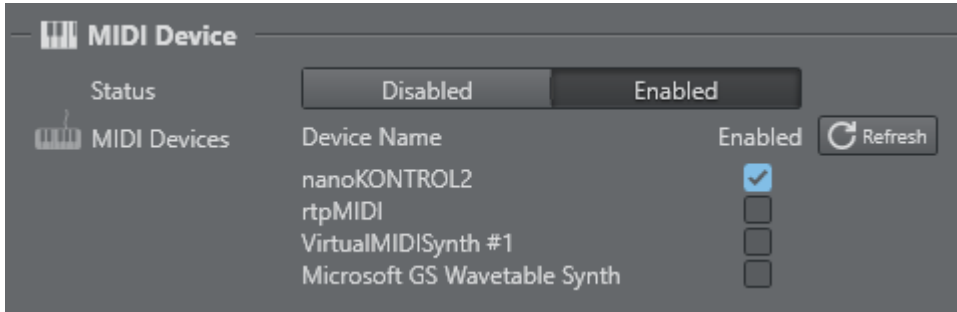 MIDI Device
Status Disabled Enabled
MIDI Devices Device Name Enabled Refresh
nanoKONTROL2
rtpMIDI
VirtualMIDISynth #1
Microsoft GS Wavetable Synth